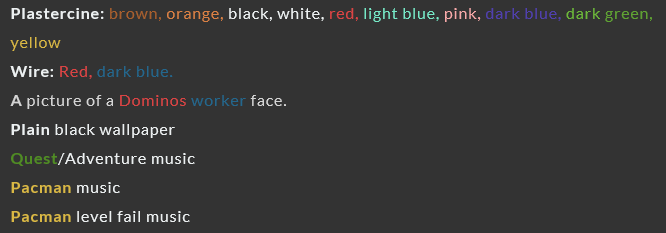 Plastercine: brown, orange, black, white, red, light blue, pink, dark blue, dark green,
yellow
Wire: Red, dark blue.
A picture of a Dominos worker face.
Plain black wallpaper
Quest/Adventure music
Pacman music
Pacman level fail music